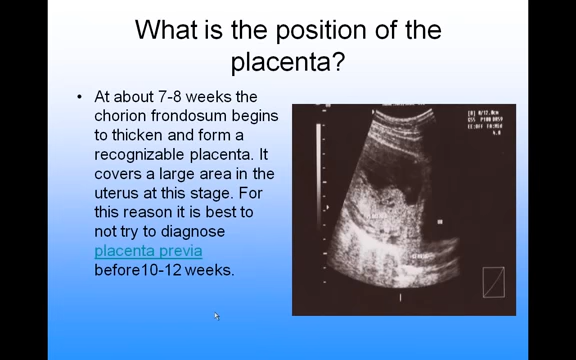 What is the position of the
placenta?
• At about 7-8 weeks the
chorion frondosum begins
to thicken and form a
recognizable placenta. It
covers a large area in the
uterus at this stage. For
this reason it is best to
not try to diagnose
placenta previa
before10-12 weeks.